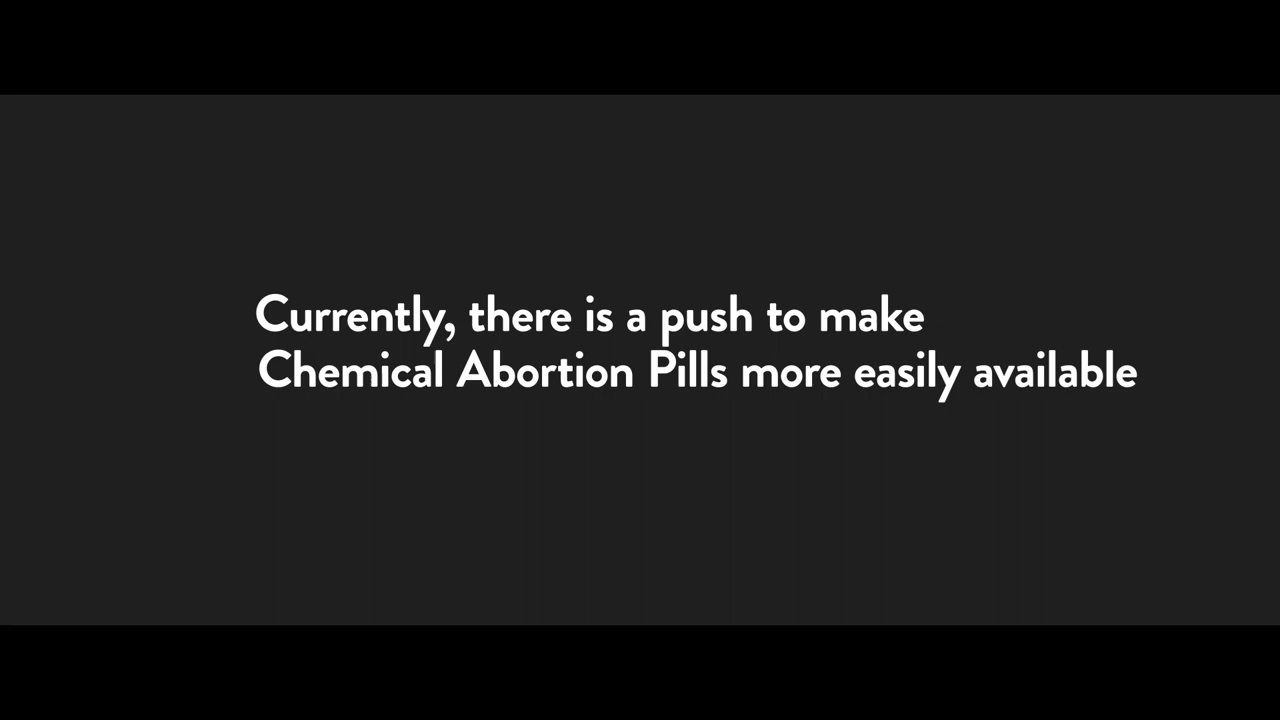 Currently, there is a push to make
Chemical Abortion Pills more easily available